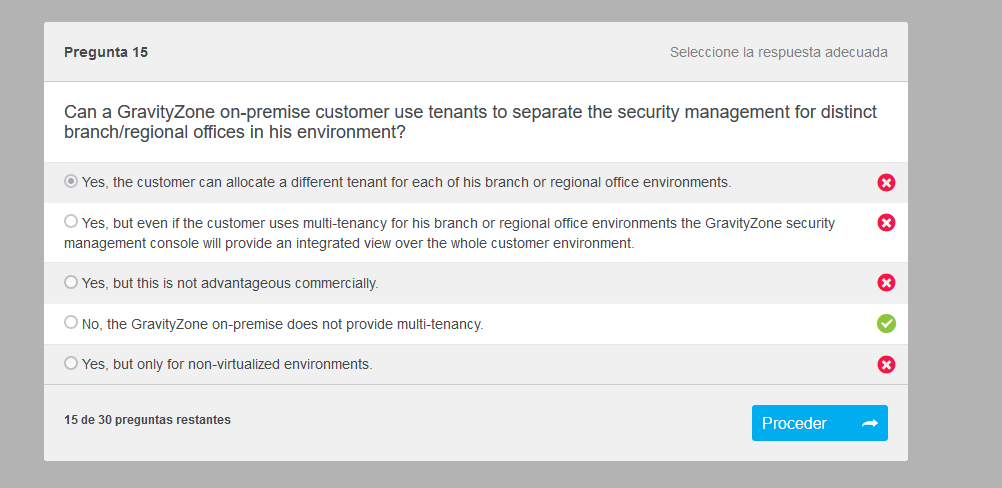 Pregunta 15
Seleccione la respuesta adecuada
Can a GravityZone on-premise customer use tenants to separate the security management for distinct
branch/regional offices in his environment?
Yes, the customer can allocate a different tenant for each of his branch or regional office environments.
Yes, but even if the customer uses multi-tenancy for his branch or regional office environments the GravityZone security
management console will provide an integrated view over the whole customer environment.
Yes, but this is not advantageous commercially.
No, the GravityZone on-premise does not provide multi-tenancy.
Yes, but only for non-virtualized environments.
15 de 30 preguntas restantes
Proceder